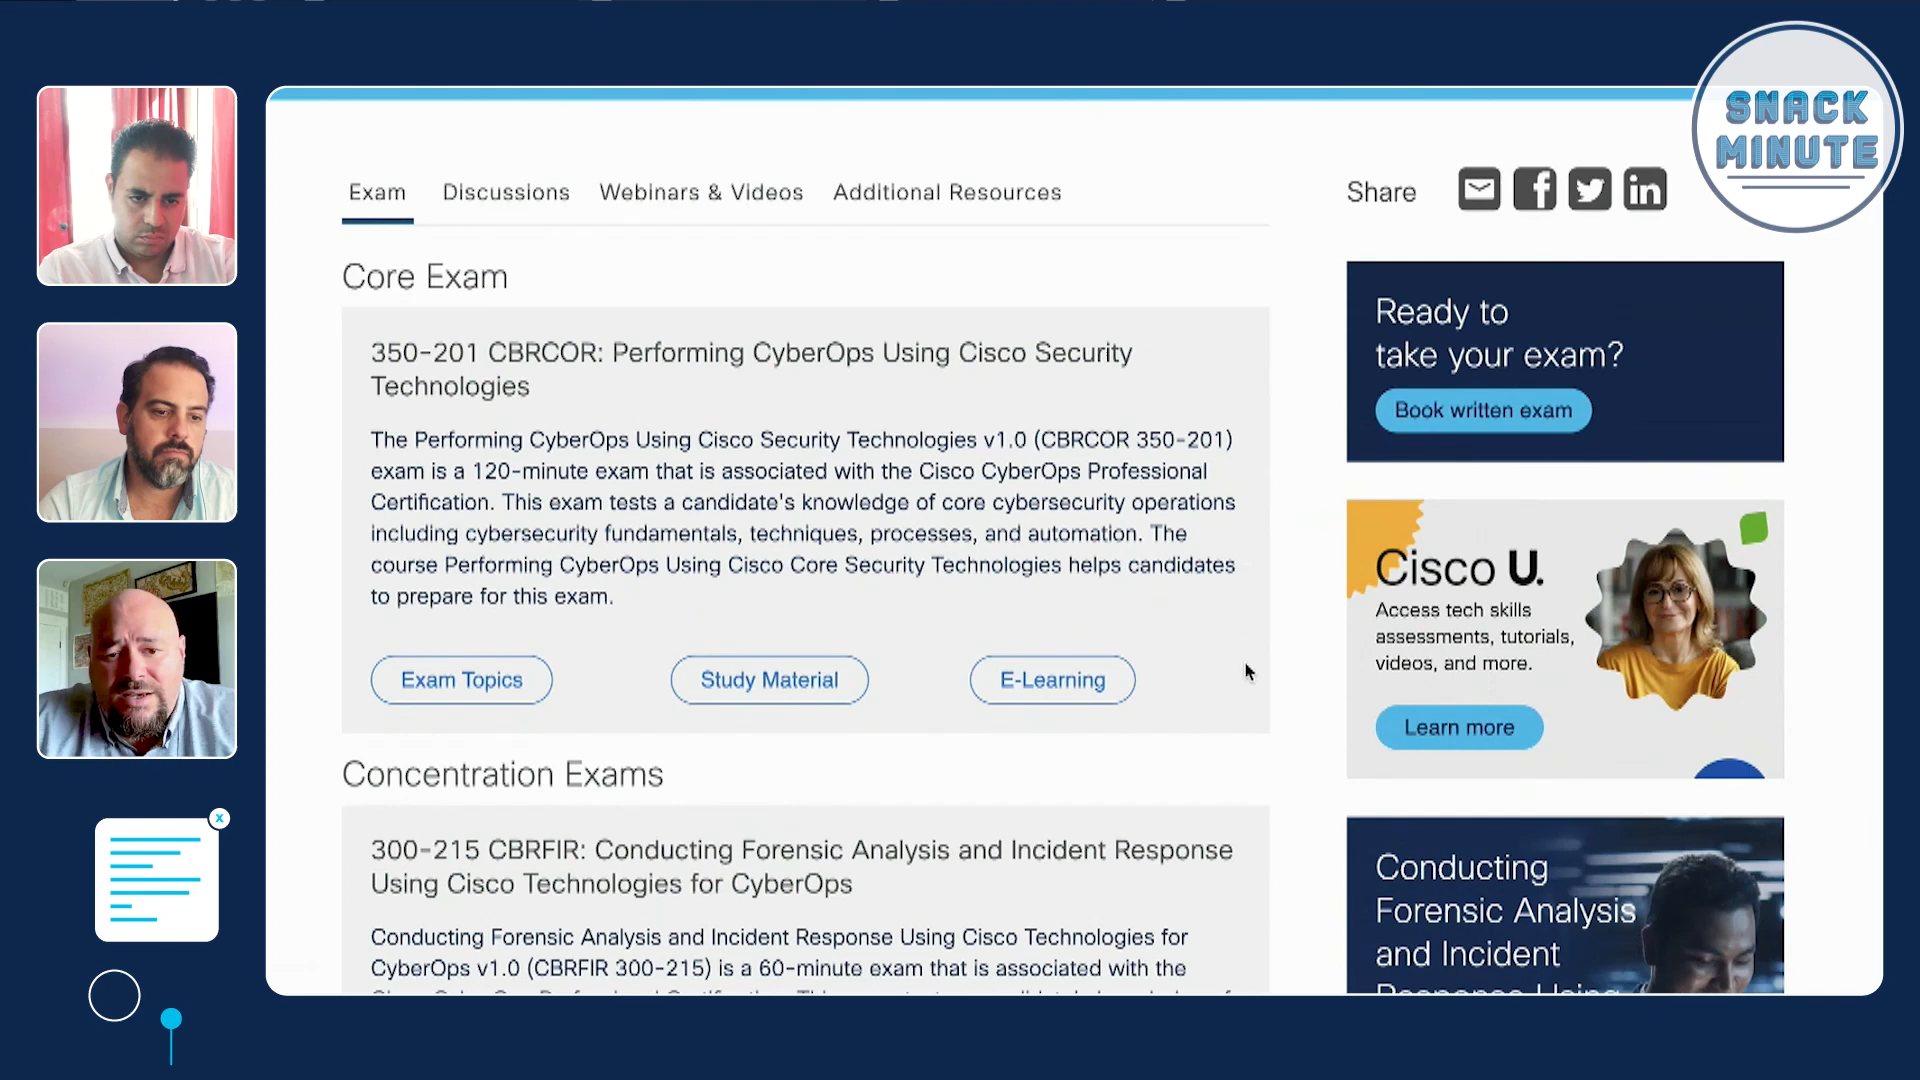 SNACK
MINUTE
Exam
Discussions
Webinars & Videos
Additional Resources
Share
Core Exam
350-201 CBRCOR: Performing CyberOps Using Cisco Security
Technologies
The Performing CyberOps Using Cisco Security Technologies v1.0 (CBRCOR 350-201)
exam is a 120-minute exam that is associated with the Cisco CyberOps Professional
Certification. This exam tests a candidate's knowledge of core cybersecurity operations
including cybersecurity fundamentals, techniques, processes, and automation. The
course Performing CyberOps Using Cisco Core Security Technologies helps candidates
to prepare for this exam.
Exam Topics
Study Material
E-Learning
Concentration Exams
300-215 CBRFIR: Conducting Forensic Analysis and Incident Response
Using Cisco Technologies for CyberOps
Conducting Forensic Analysis and Incident Response Using Cisco Technologies for
CyberOps v1.0 (CBRFIR 300-215) is a 60-minute exam that is associated with the
Ready to
take your exam?
Book written exam
Cisco U.
Access tech skills
assessments, tutorials,
videos, and more.
Learn more
Conducting
Forensic Analysis
and Incident
Response Using
x